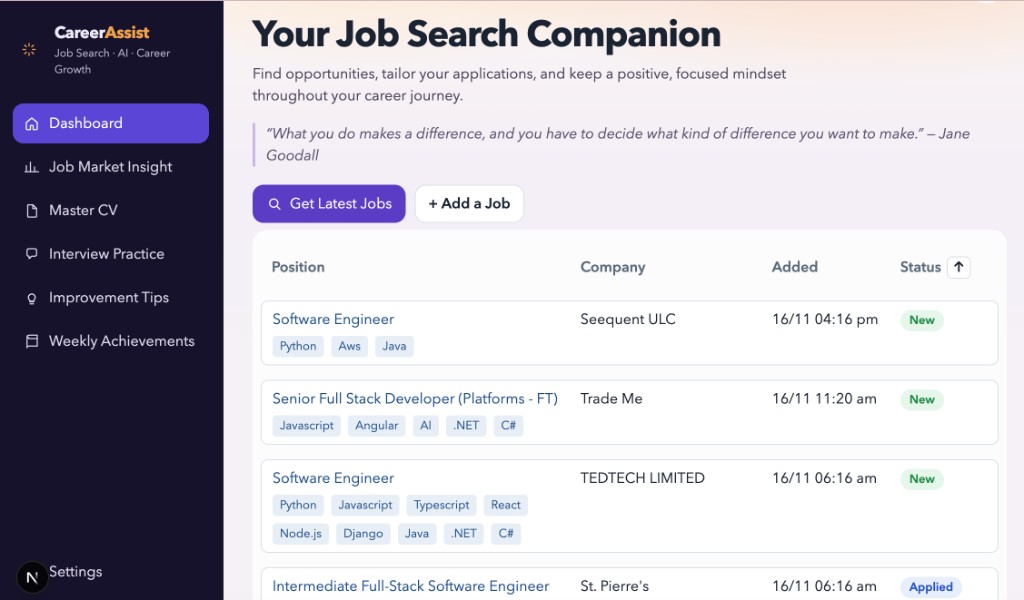 CareerAssist
Job Search · AI · Career
Growth
Dashboard
Job Market Insight
Master CV
Interview Practice
Improvement Tips
Weekly Achievements
N
Settings
Your Job Search Companion
Find opportunities, tailor your applications, and keep a positive, focused mindset
throughout your career journey.
“What you do makes a difference, and you have to decide what kind of difference you want to make.” — Jane
Goodall
Get Latest Jobs
+ Add a Job
Position Company Added Status ↑
Software Engineer Seequent ULC 16/11 04:16 pm New
Python Aws Java
Senior Full Stack Developer (Platforms - FT) Trade Me 16/11 11:20 am New
Javascript Angular AI .NET C#
Software Engineer TEDTECH LIMITED 16/11 06:16 am New
Python Javascript Typescript React
Node.js Django Java .NET C#
Intermediate Full-Stack Software Engineer St. Pierre's 16/11 06:16 am Applied